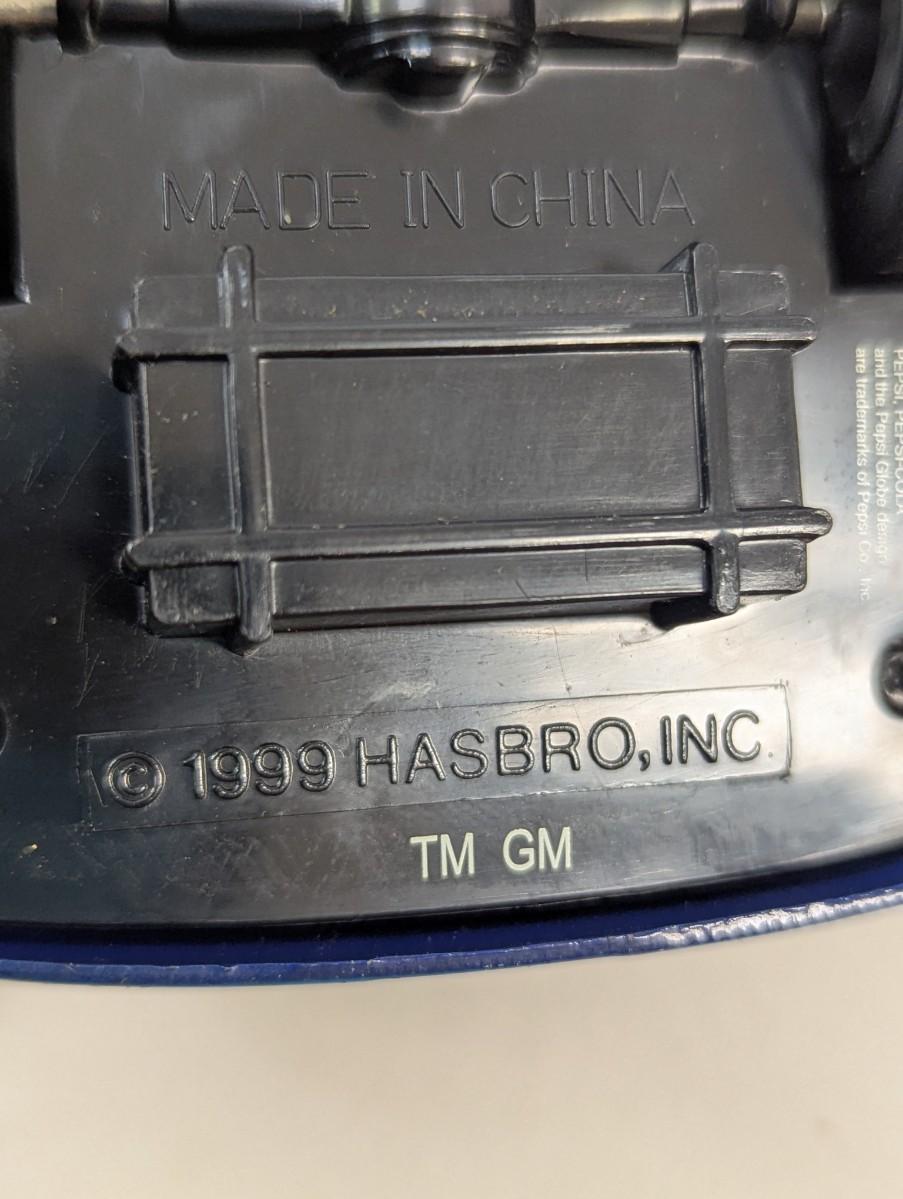 MADE IN CHINA
PEPSI, PEPSI-COLA
and the Pepsi Globe design
are trademarks of Pepsi Co., Inc.
© 1999 HASBRO, INC.
TM GM